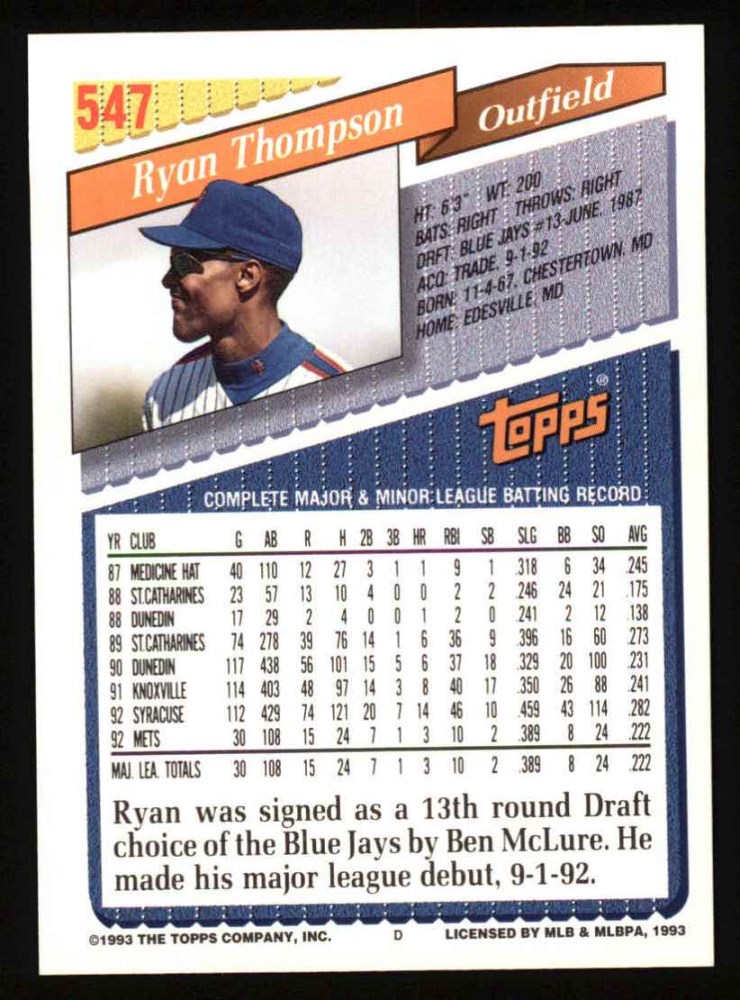 547
Ryan Thompson
Outfield
HT: 6'3" WT: 200
BATS: RIGHT THROWS: RIGHT
DRFT: BLUE JAYS #13-JUNE, 1987
ACQ: TRADE, 9-1-92
BORN: 11-4-67, CHESTERTOWN, MD
HOME: EDESVILLE, MD
Topps®
COMPLETE MAJOR & MINOR LEAGUE BATTING RECORD
YR CLUB G AB R H 2B 3B HR RBI SB SLG BB SO AVG
87 MEDICINE HAT 40 110 12 27 3 1 1 9 1 .318 6 34 .245
88 ST.CATHARINES 23 57 13 10 4 0 0 2 2 .246 24 21 .175
88 DUNEDIN 17 29 2 4 0 0 1 2 0 .241 2 12 .138
89 ST.CATHARINES 74 278 39 76 14 1 6 36 9 .396 16 60 .273
90 DUNEDIN 117 438 56 101 15 5 6 37 18 .329 20 100 .231
91 KNOXVILLE 114 403 48 97 14 3 8 40 17 .350 26 88 .241
92 SYRACUSE 112 429 74 121 20 7 14 46 10 .459 43 114 .282
92 METS 30 108 15 24 7 1 3 10 2 .389 8 24 .222
MAJ. LEA. TOTALS 30 108 15 24 7 1 3 10 2 .389 8 24 .222
Ryan was signed as a 13th round Draft
choice of the Blue Jays by Ben McLure. He
made his major league debut, 9-1-92.
©1993 THE TOPPS COMPANY, INC. D LICENSED BY MLB & MLBPA, 1993